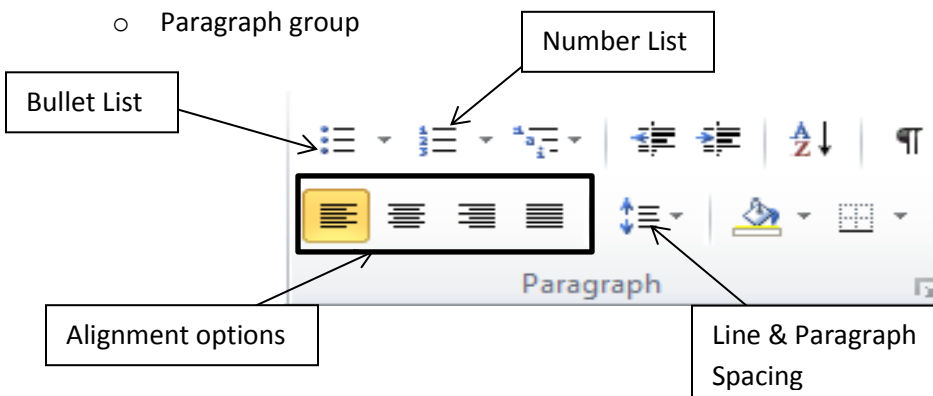 o Paragraph group
Number List
Bullet List
Paragraph
Alignment options
Line & Paragraph
Spacing